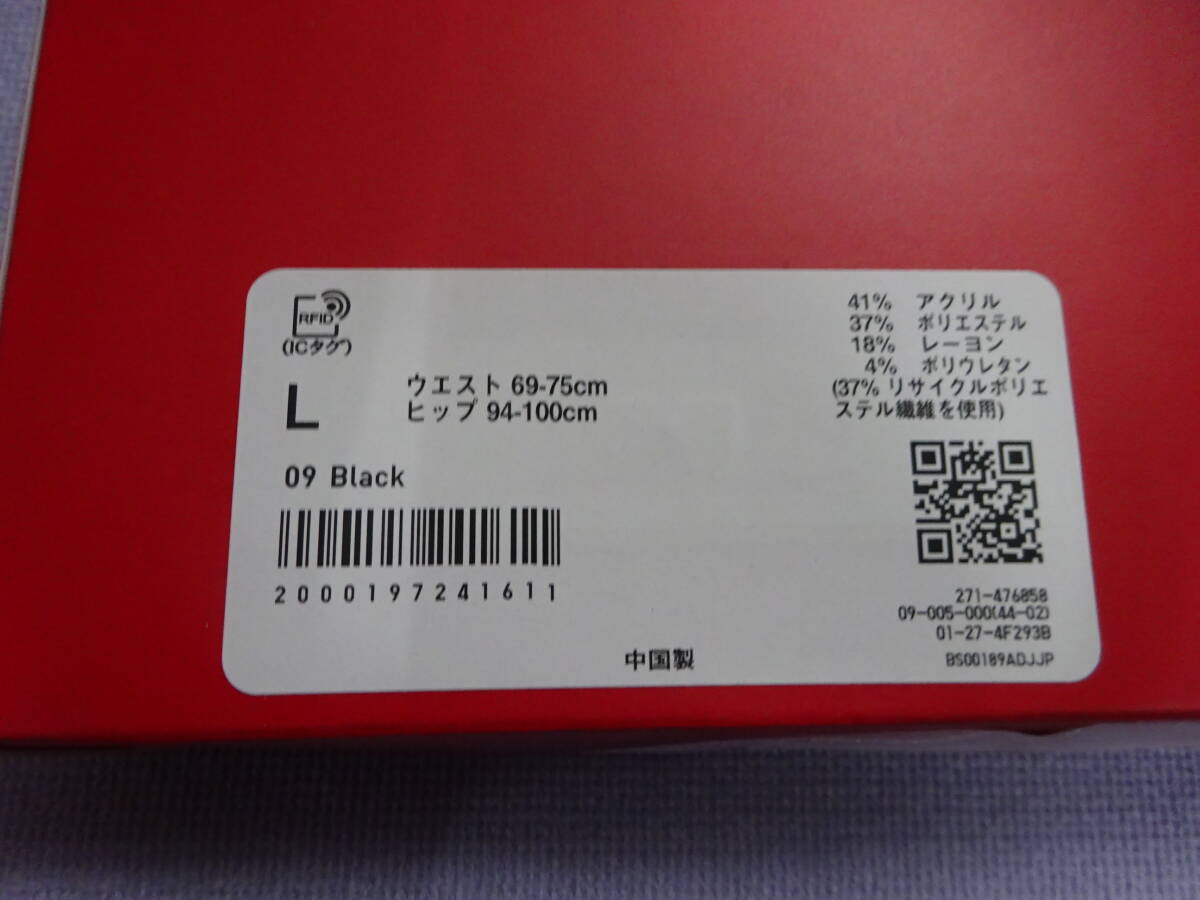 RFID
(ICタグ)
L
ウエスト 69-75cm
ヒップ 94-100cm
09 Black
2000197241611
41% アクリル
37% ポリエステル
18% レーヨン
4% ポリウレタン
(37% リサイクルポリエ
ステル繊維を使用)
271-476858
09-005-000(44-02)
01-27-4F293B
BS00189ADJJP
中国製